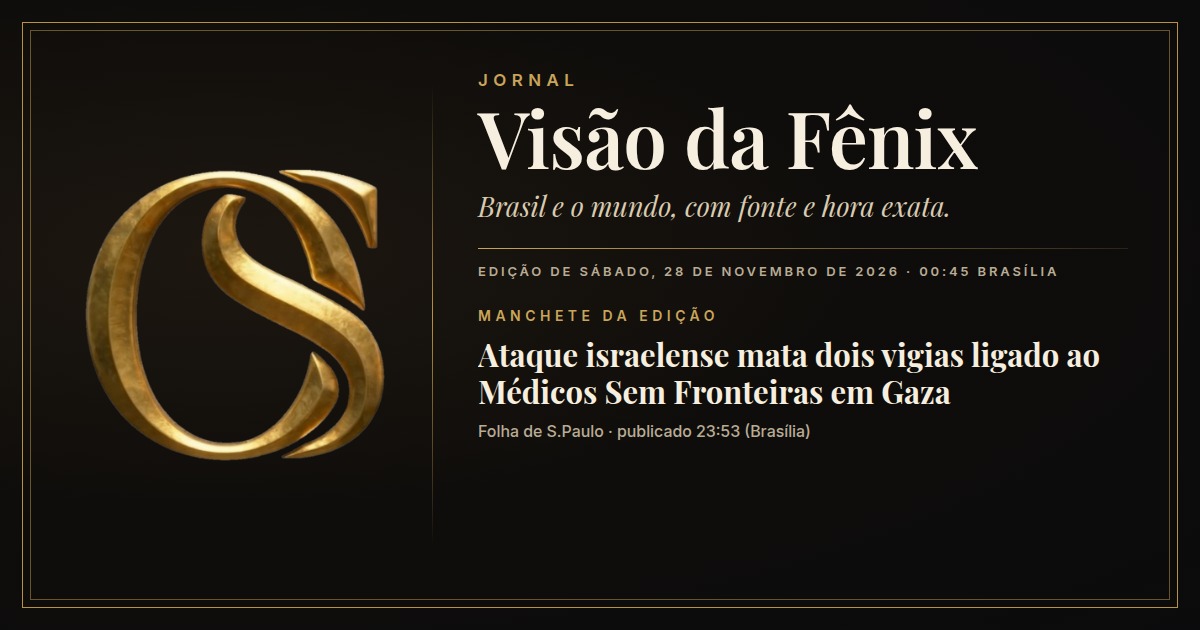 JORNAL
Visão da Fênix
Brasil e o mundo, com fonte e hora exata.
EDIÇÃO DE SÁBADO, 28 DE NOVEMBRO DE 2026 · 00:45 BRASÍLIA
MANCHETE DA EDIÇÃO
Ataque israelense mata dois vigias ligado ao
Médicos Sem Fronteiras em Gaza
Folha de S.Paulo · publicado 23:53 (Brasília)